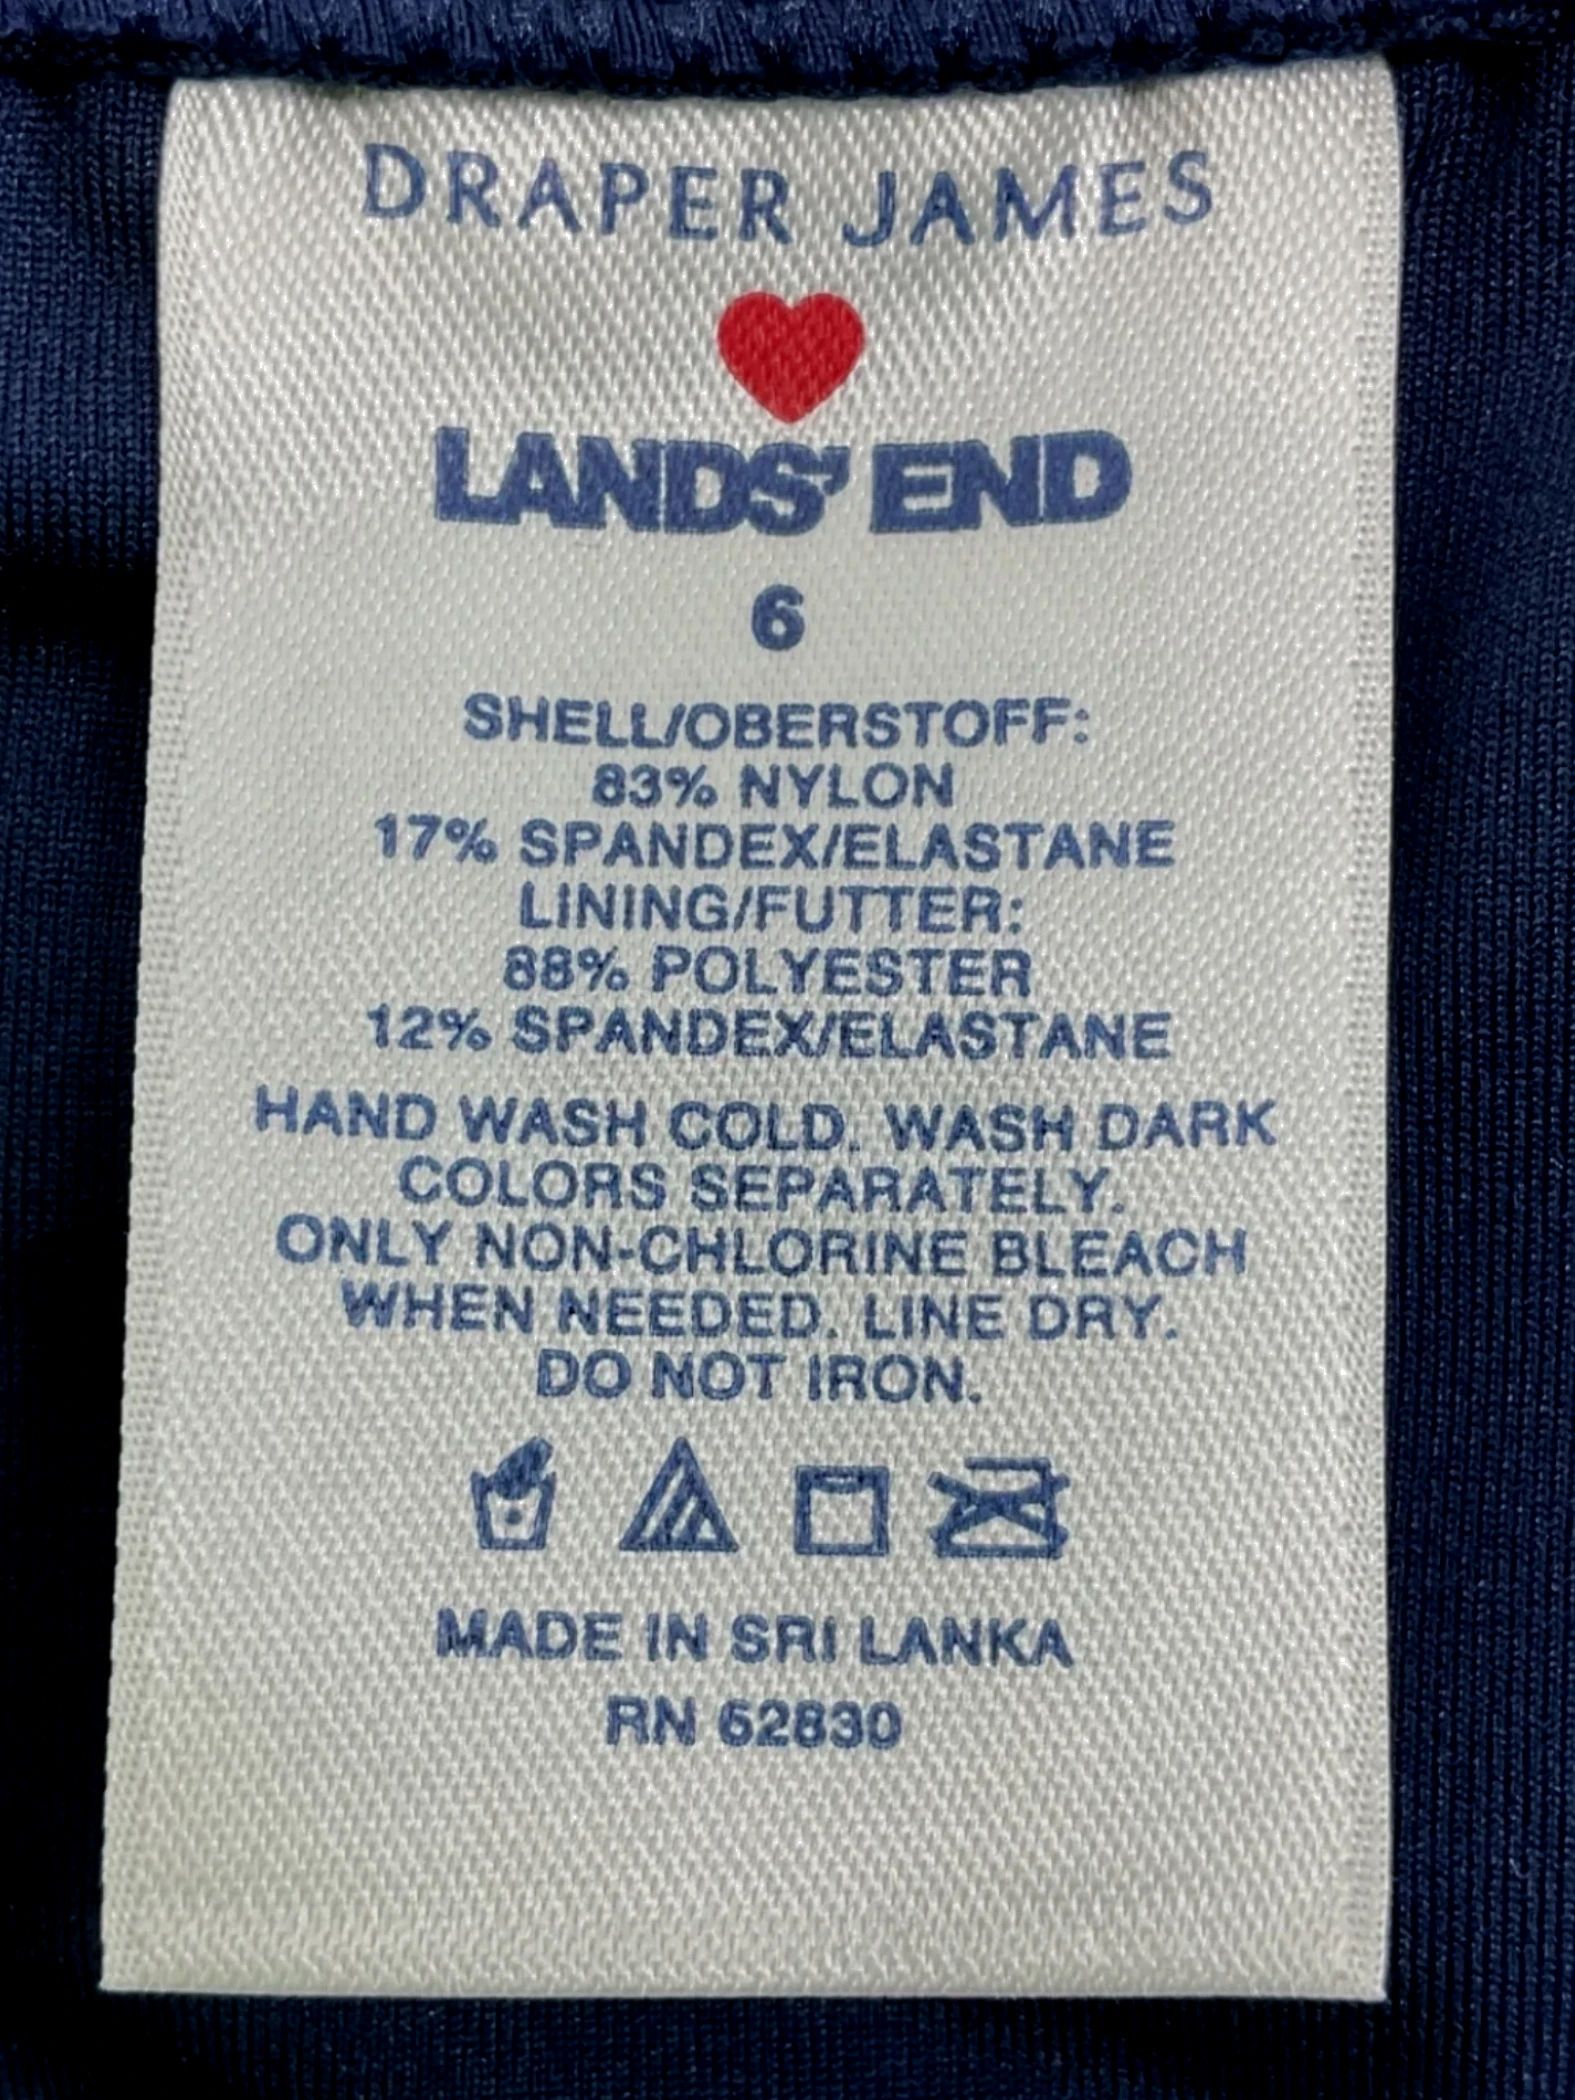 DRAPER JAMES
LANDS' END
6
SHELL/OBERSTOFF:
83% NYLON
17% SPANDEX/ELASTANE
LINING/FUTTER:
88% POLYESTER
12% SPANDEX/ELASTANE
HAND WASH COLD. WASH DARK
COLORS SEPARATELY.
ONLY NON-CHLORINE BLEACH
WHEN NEEDED. LINE DRY.
DO NOT IRON.
MADE IN SRI LANKA
RN 62830